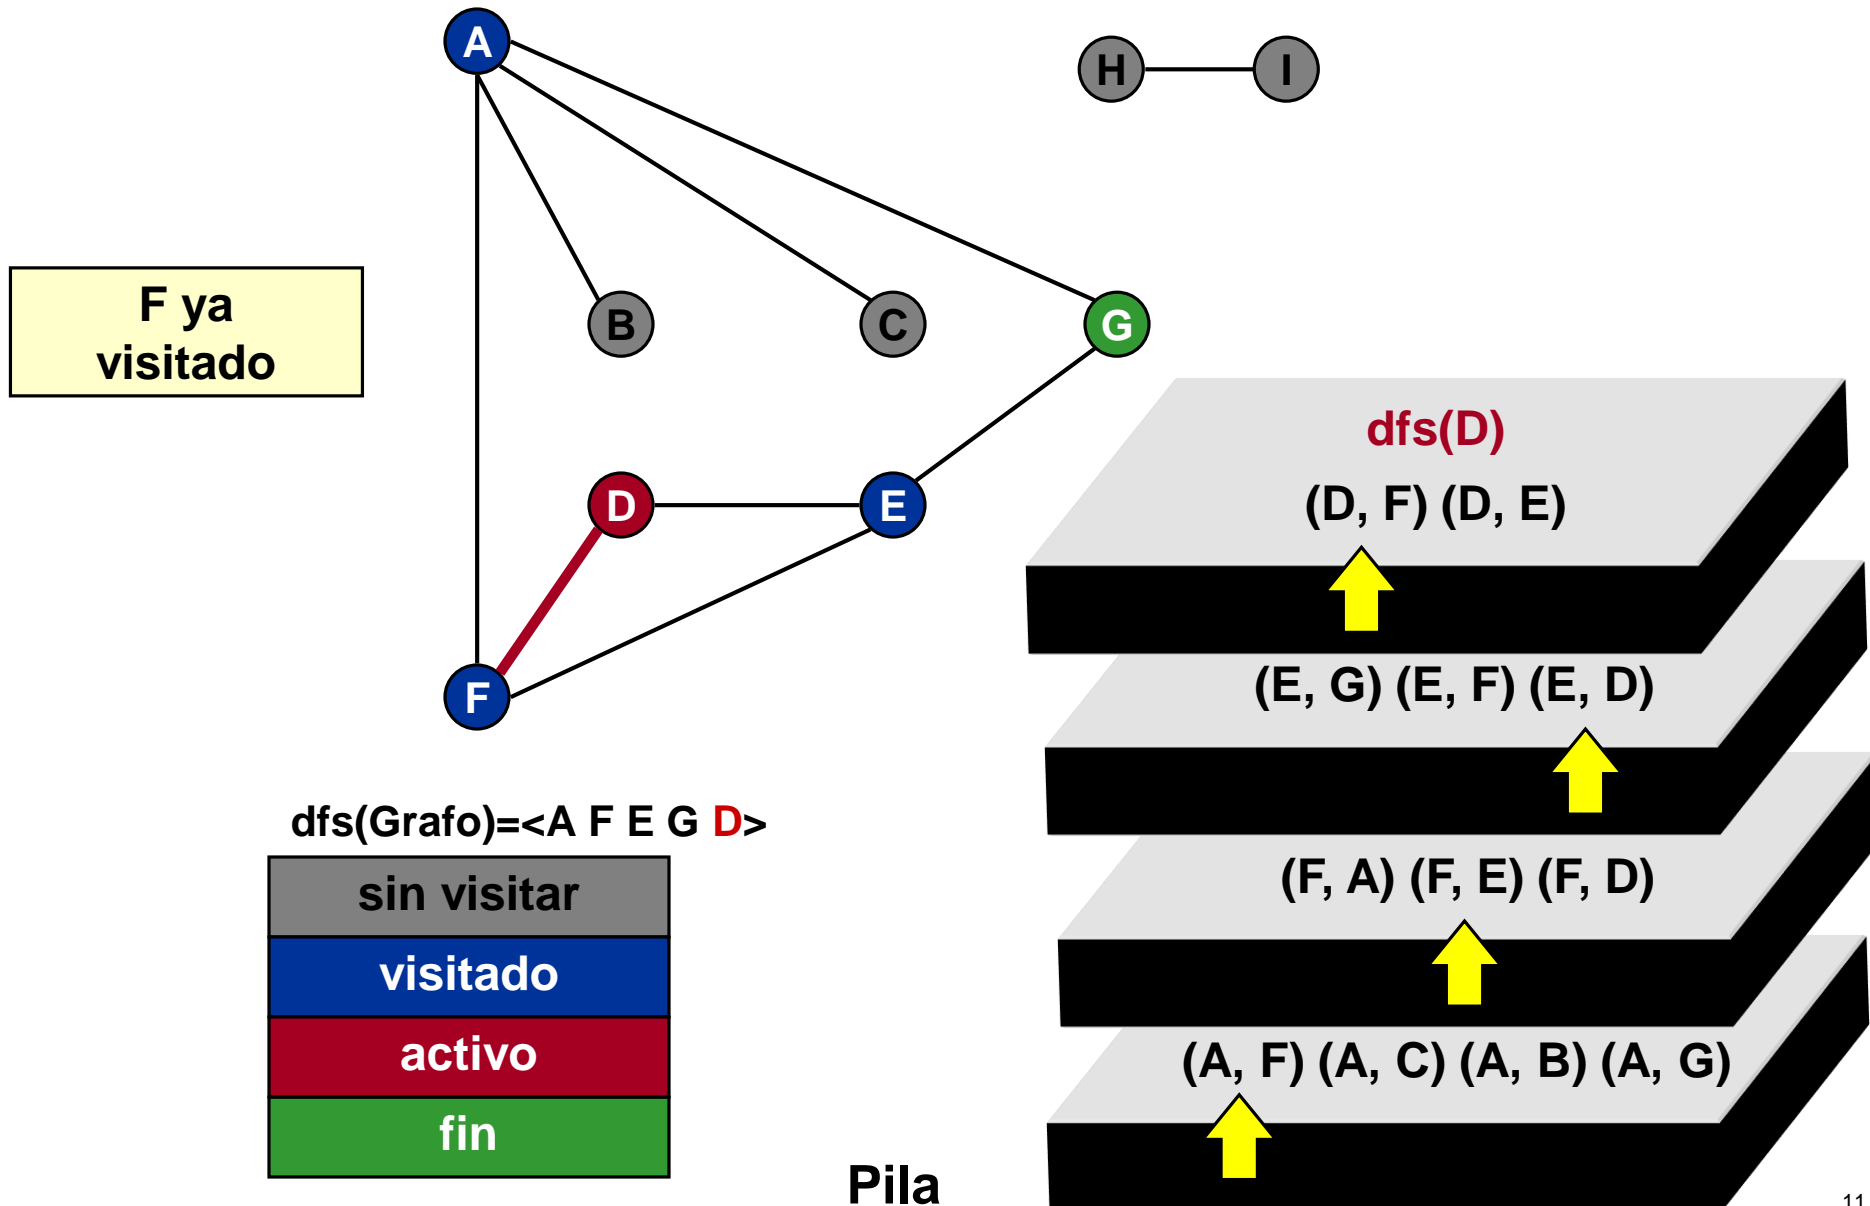 A
H
I
F ya
visitado
B
C
G
dfs(D)
(D, F) (D, E)
D
E
(E, G) (E, F) (E, D)
F
dfs(Grafo)=<A F E G D>
sin visitar
(F, A) (F, E) (F, D)
visitado
activo
(A, F) (A, C) (A, B) (A, G)
fin
Pila
11